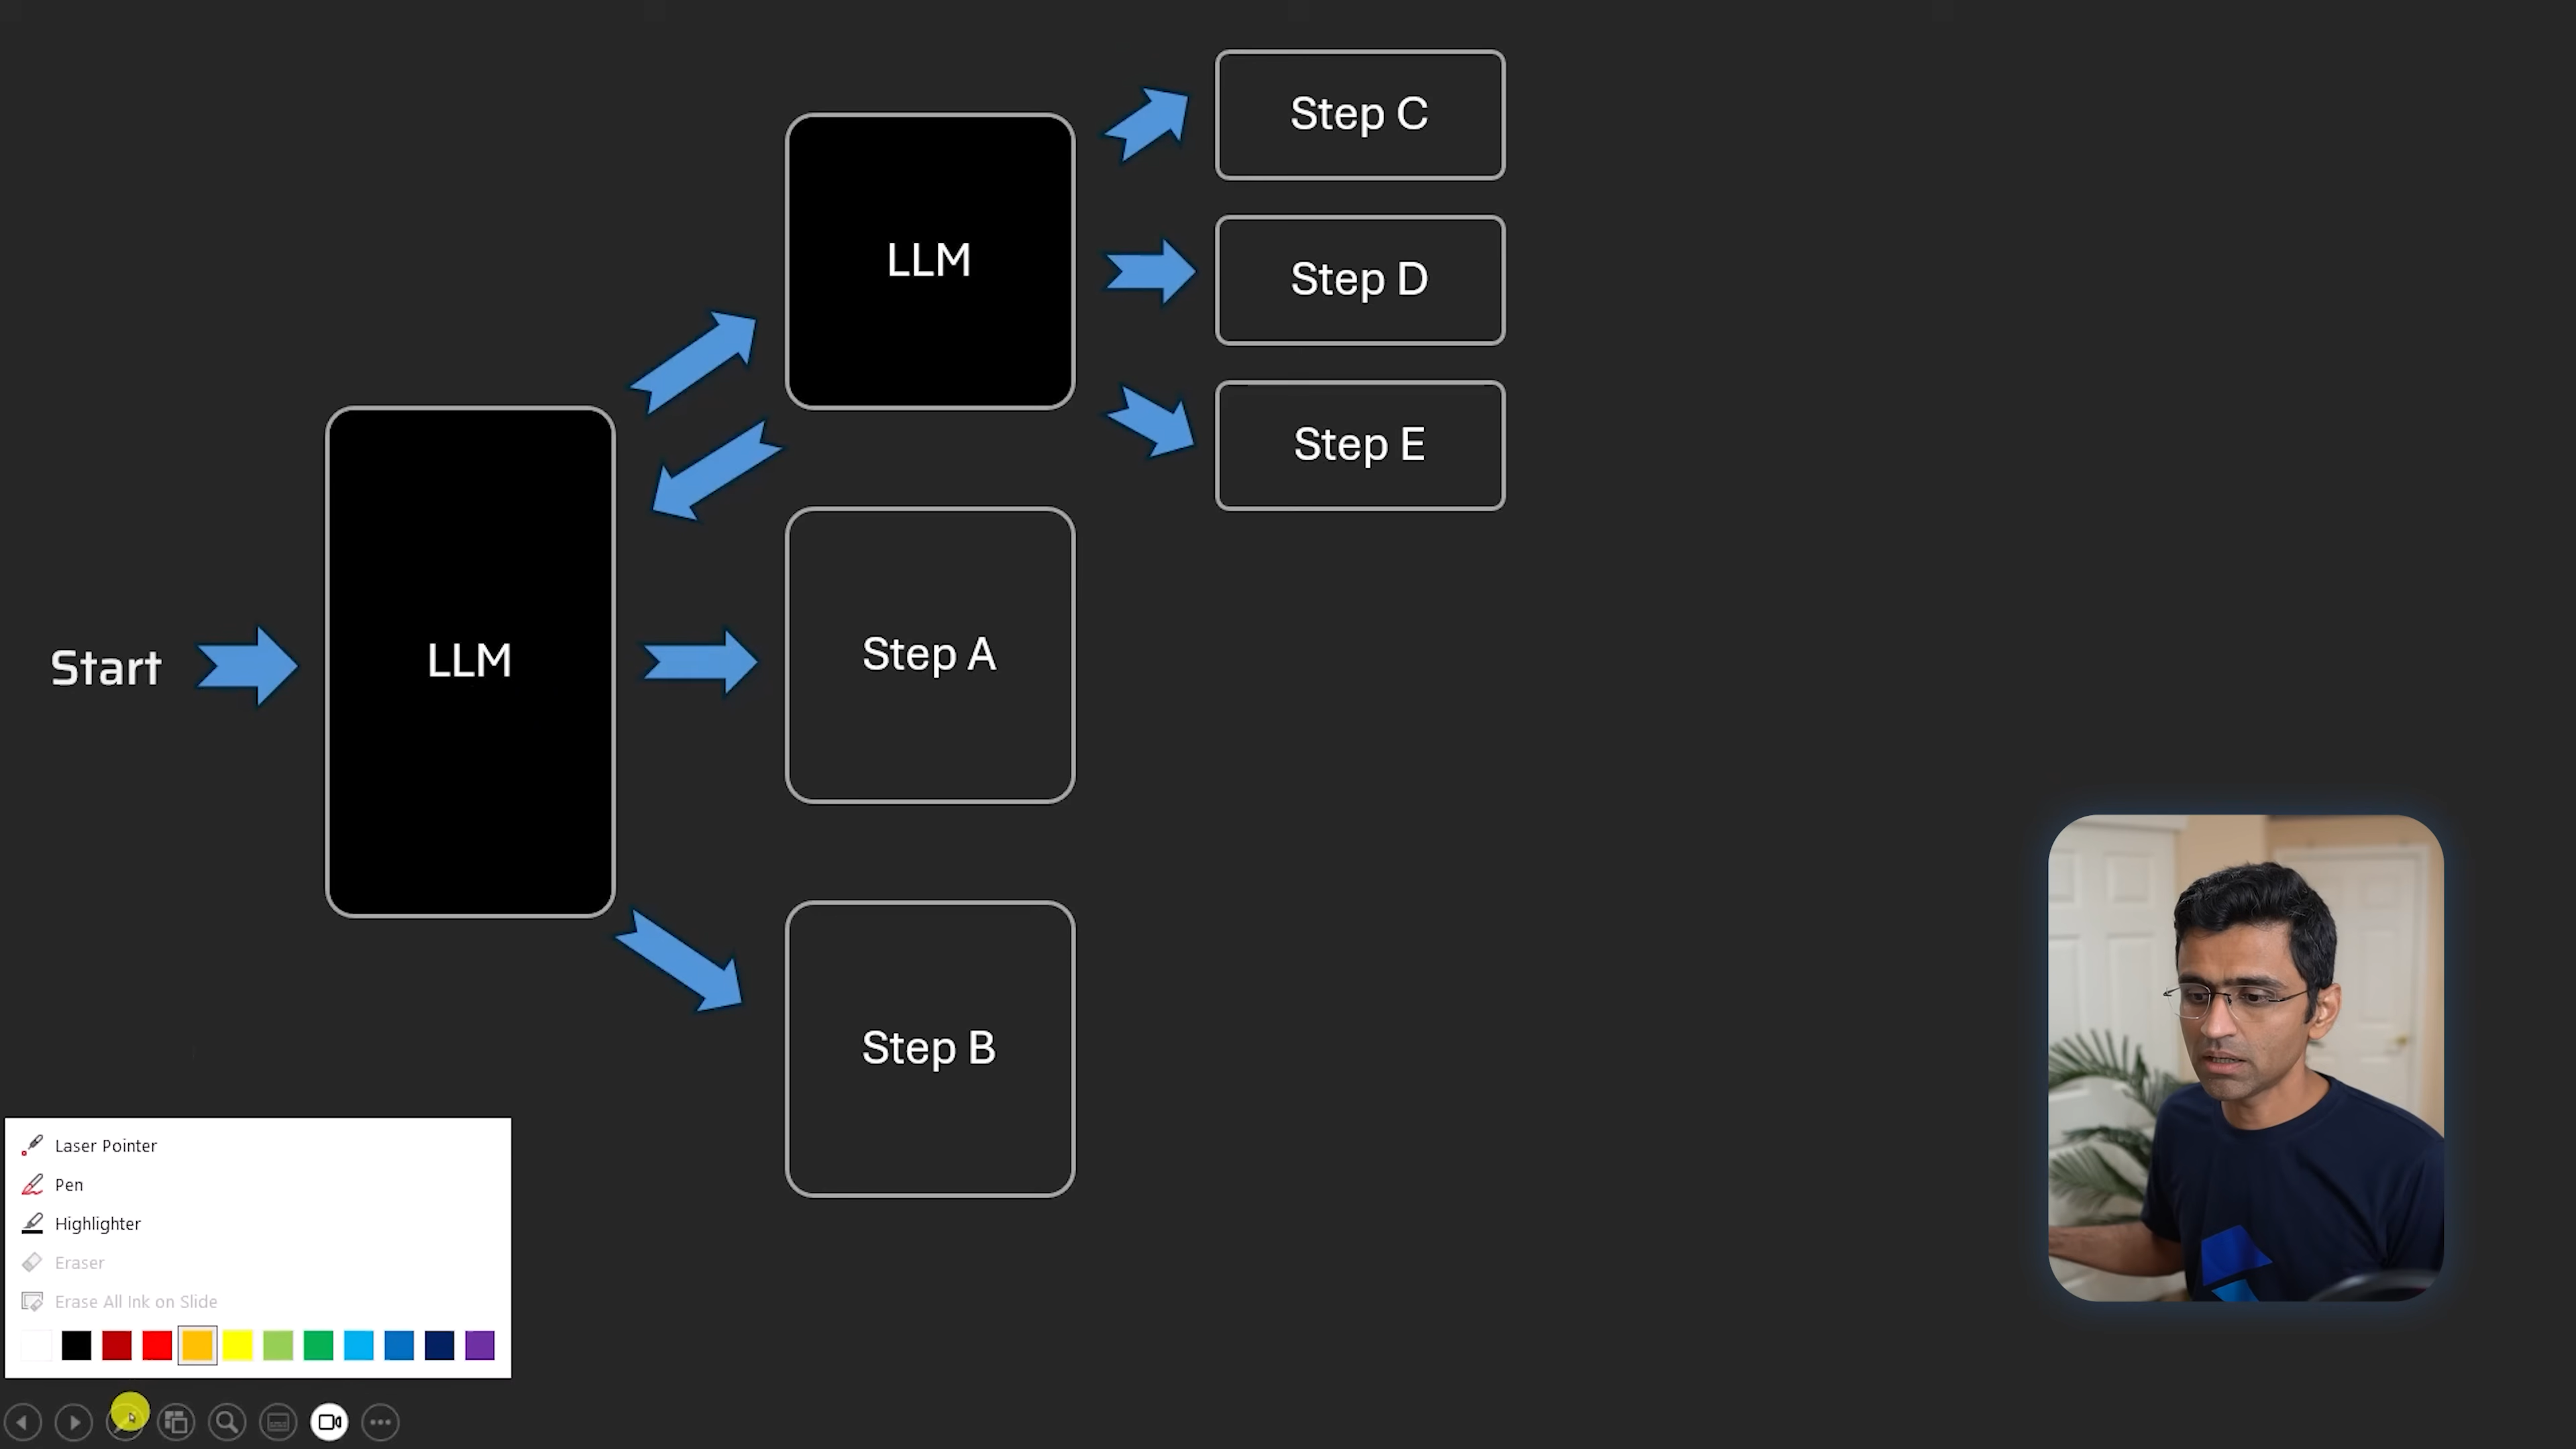 Step C
LLM
Step D
Step E
Start
LLM
Step A
Step B
Laser Pointer
Pen
Highlighter
Eraser
Erase All Ink on Slide